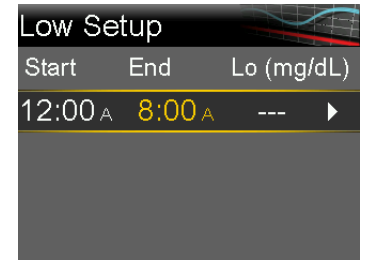 Low Setup
Start End Lo (mg/dL)
12:00 A 8:00 A ---